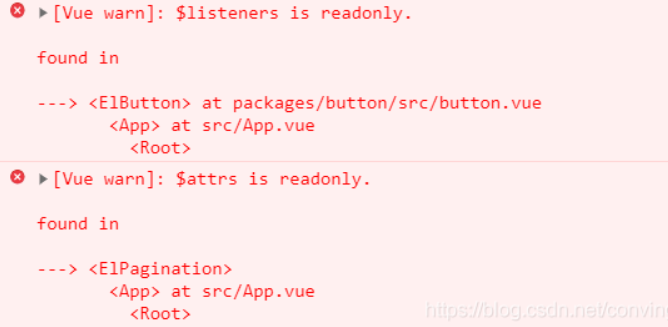 [Vue warn]: $listeners is readonly.
found in
---> <ElButton> at packages/button/src/button.vue
<App> at src/App.vue
<Root>
[Vue warn]: $attrs is readonly.
found in
---> <ElPagination>
<App> at src/App.vue
<Root>
https://blog.csdn.net/convin